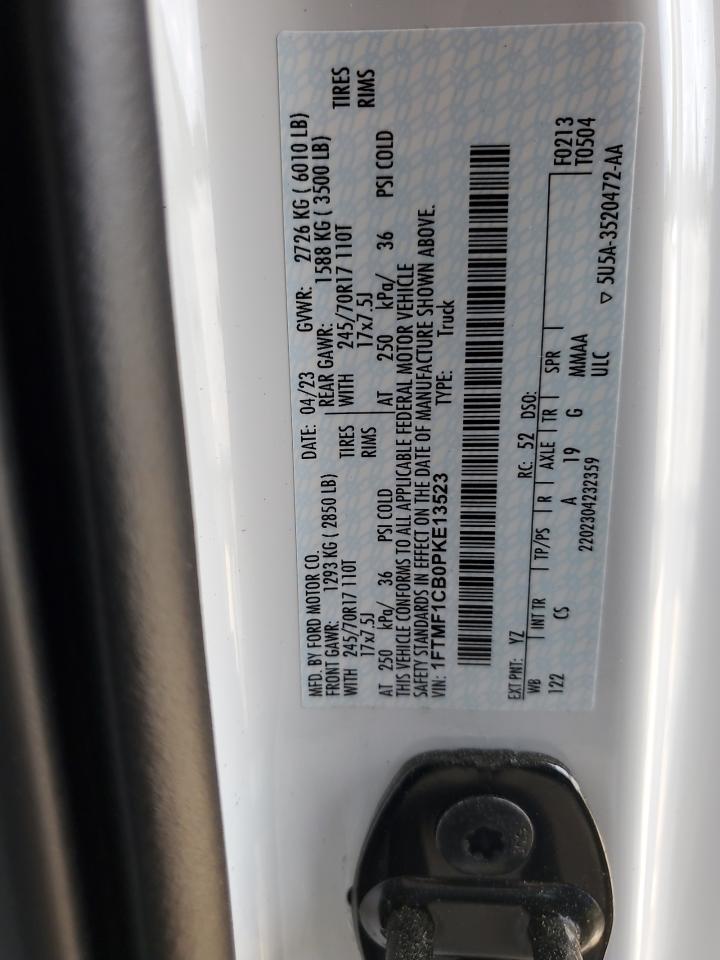 MFD. BY FORD MOTOR CO.
DATE: 04/23 GVWR: 2726 KG ( 6010 LB)
FRONT GAWR: 1293 KG ( 2850 LB)
REAR GAWR: 1588 KG ( 3500 LB)
WITH 245/70R17 110T TIRES
WITH 245/70R17 110T TIRES
17x7.5J RIMS
17x7.5J RIMS
AT 250 kPa/ 36 PSI COLD
AT 250 kPa/ 36 PSI COLD
THIS VEHICLE CONFORMS TO ALL APPLICABLE FEDERAL MOTOR VEHICLE
SAFETY STANDARDS IN EFFECT ON THE DATE OF MANUFACTURE SHOWN ABOVE.
VIN: 1FTMF1CB0PKE13523 TYPE: Truck
EXT PNT: YZ RC: 52 DSO:
WB INT TR TP/PS R AXLE TR SPR F0213
122 CS A 19 G MMAA T0504
2202304232359 ULC ▽ 5U5A-3520472-AA